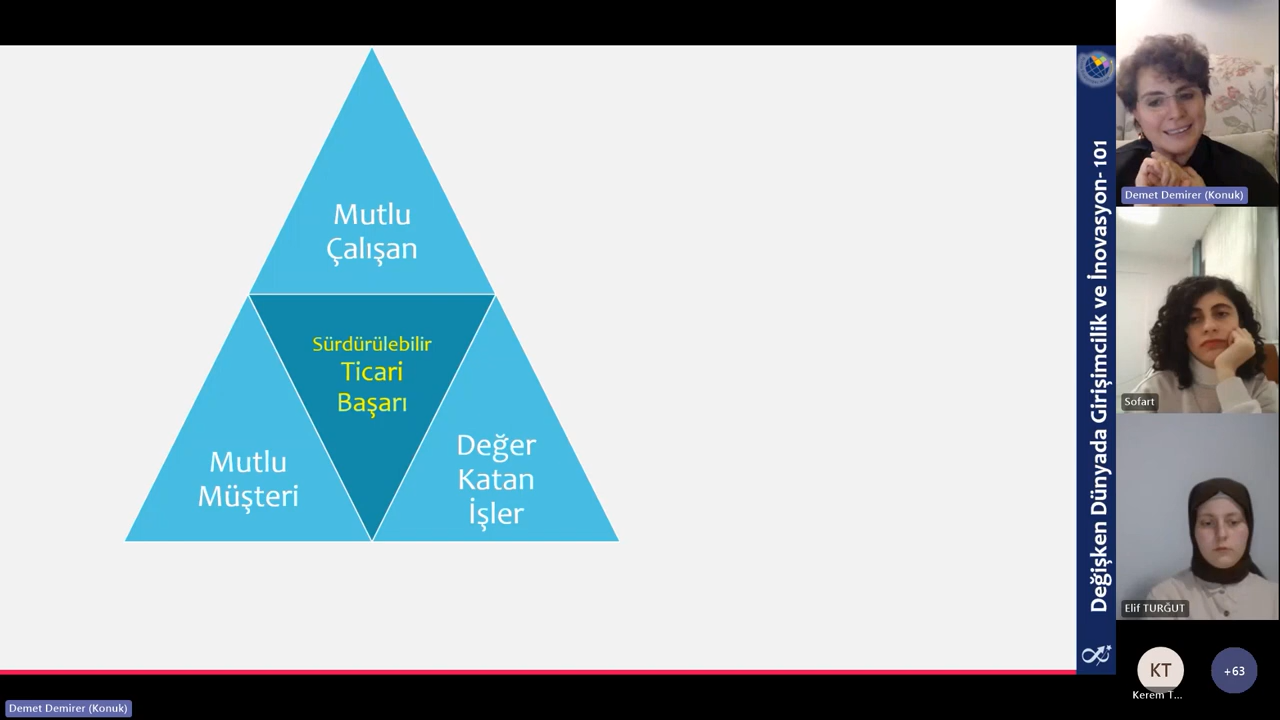 Mutlu
Çalışan
Sürdürülebilir
Ticari
Başarı
Mutlu
Müşteri
Değer
Katan
İşler
Değişken Dünyada Girişimcilik ve İnovasyon- 101
Demet Demirer (Konuk)
Sofart
Elif TURĞUT
KT
Kerem T...
+63
Demet Demirer (Konuk)